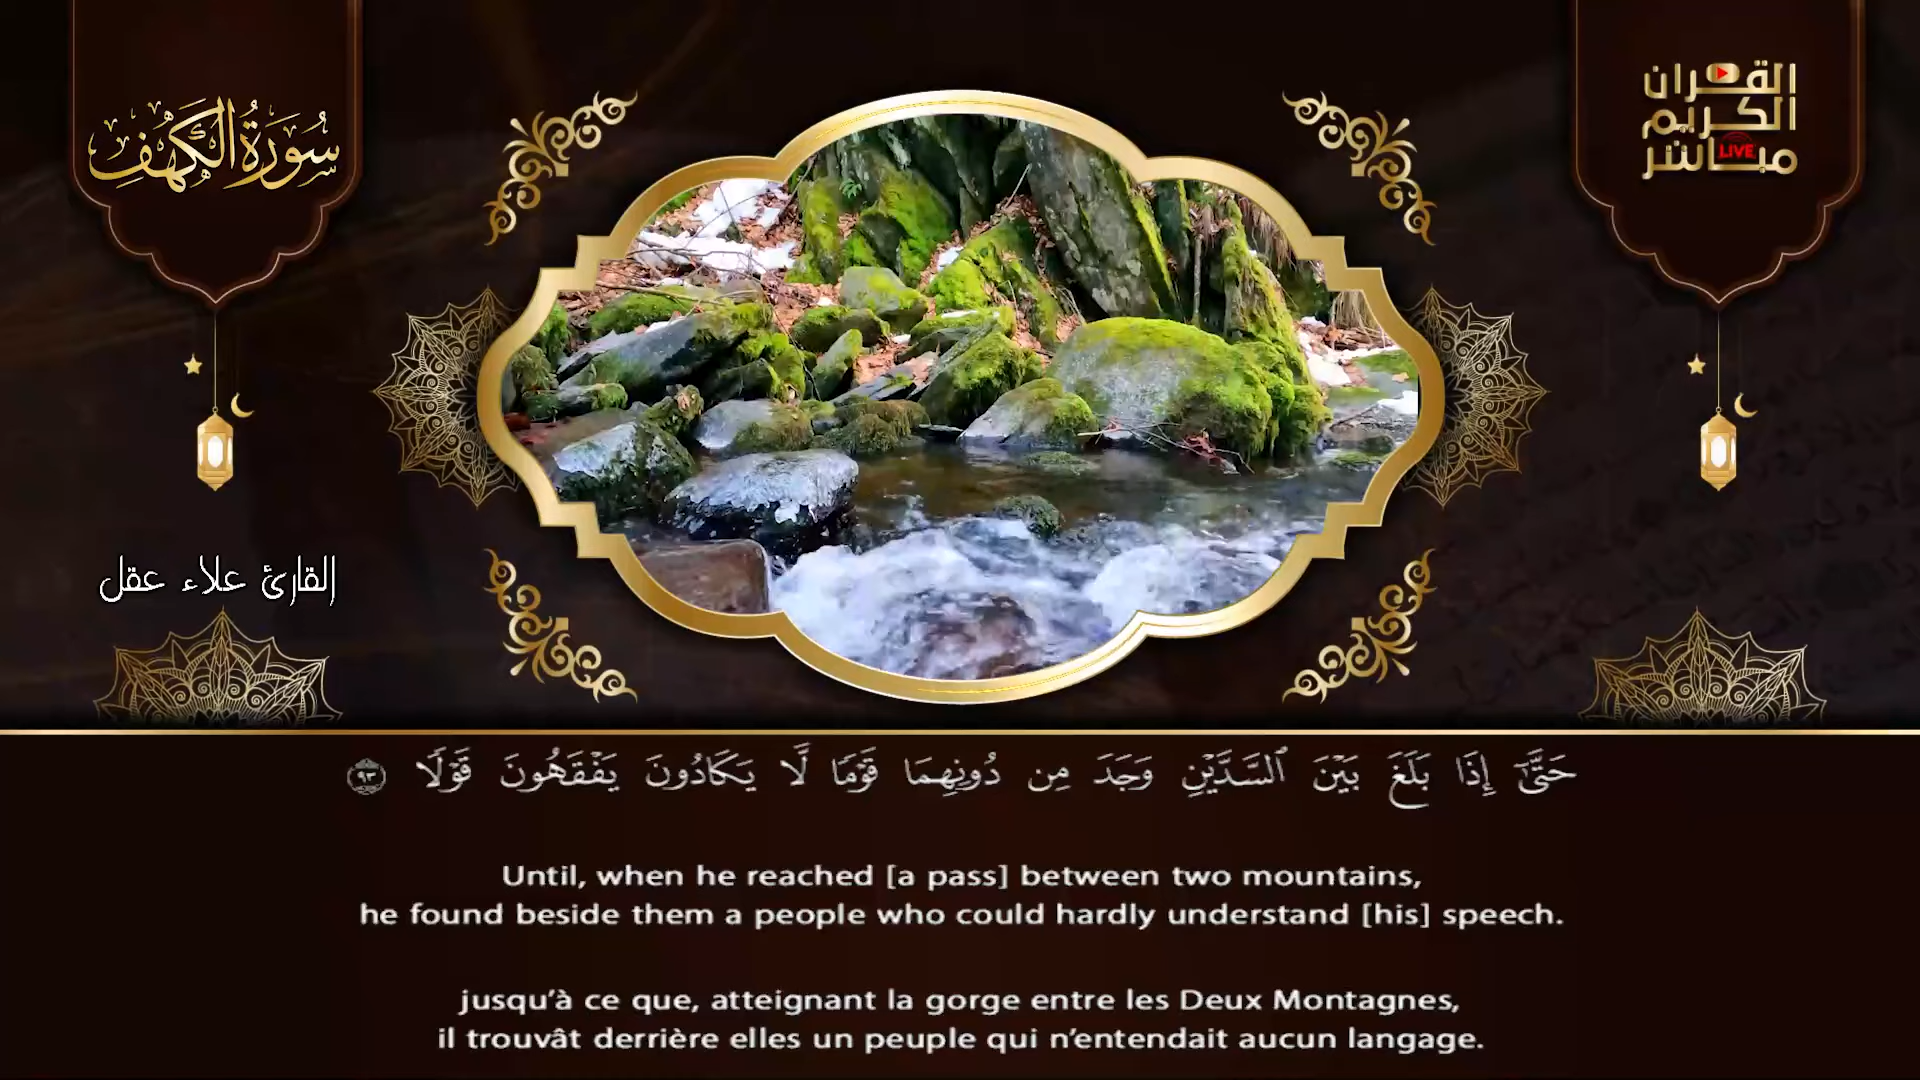 سُورَةُ الكَهْفِ
القرآن
الكريم
مباشر
LIVE
القارئ علاء عقل
حَتَّىٰٓ إِذَا بَلَغَ بَيْنَ ٱلسَّدَّيْنِ وَجَدَ مِن دُونِهِمَا قَوْمًا لَّا يَكَادُونَ يَفْقَهُونَ قَوْلًا ٩٣
Until, when he reached [a pass] between two mountains,
he found beside them a people who could hardly understand [his] speech.
jusqu’à ce que, atteignant la gorge entre les Deux Montagnes,
il trouvât derrière elles un peuple qui n’entendait aucun langage.